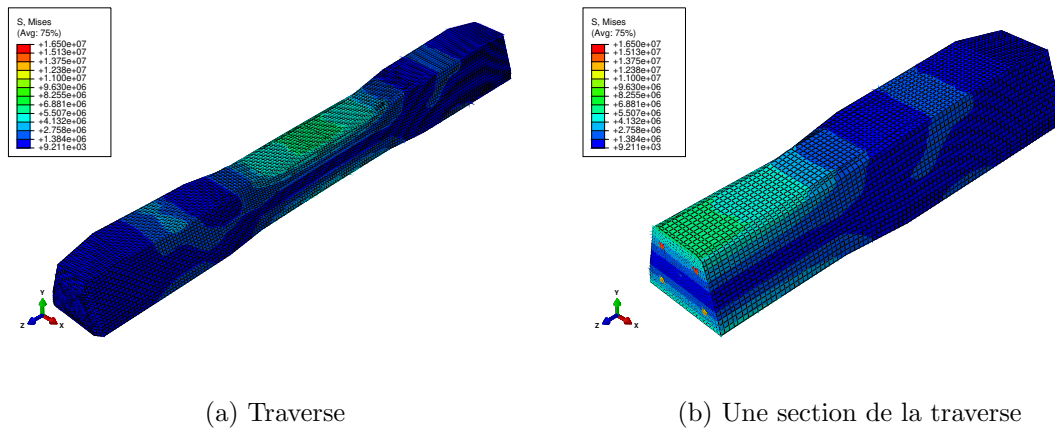 S, Mises
(Avg: 75%)
+1.650e+07
+1.513e+07
+1.375e+07
+1.238e+07
+1.100e+07
+9.630e+06
+8.255e+06
+6.881e+06
+5.507e+06
+4.132e+06
+2.758e+06
+1.384e+06
+9.211e+03
Y
Z
X
S, Mises
(Avg: 75%)
+1.650e+07
+1.513e+07
+1.375e+07
+1.238e+07
+1.100e+07
+9.630e+06
+8.255e+06
+6.881e+06
+5.507e+06
+4.132e+06
+2.758e+06
+1.384e+06
+9.211e+03
Y
Z
X
(a) Traverse
(b) Une section de la traverse